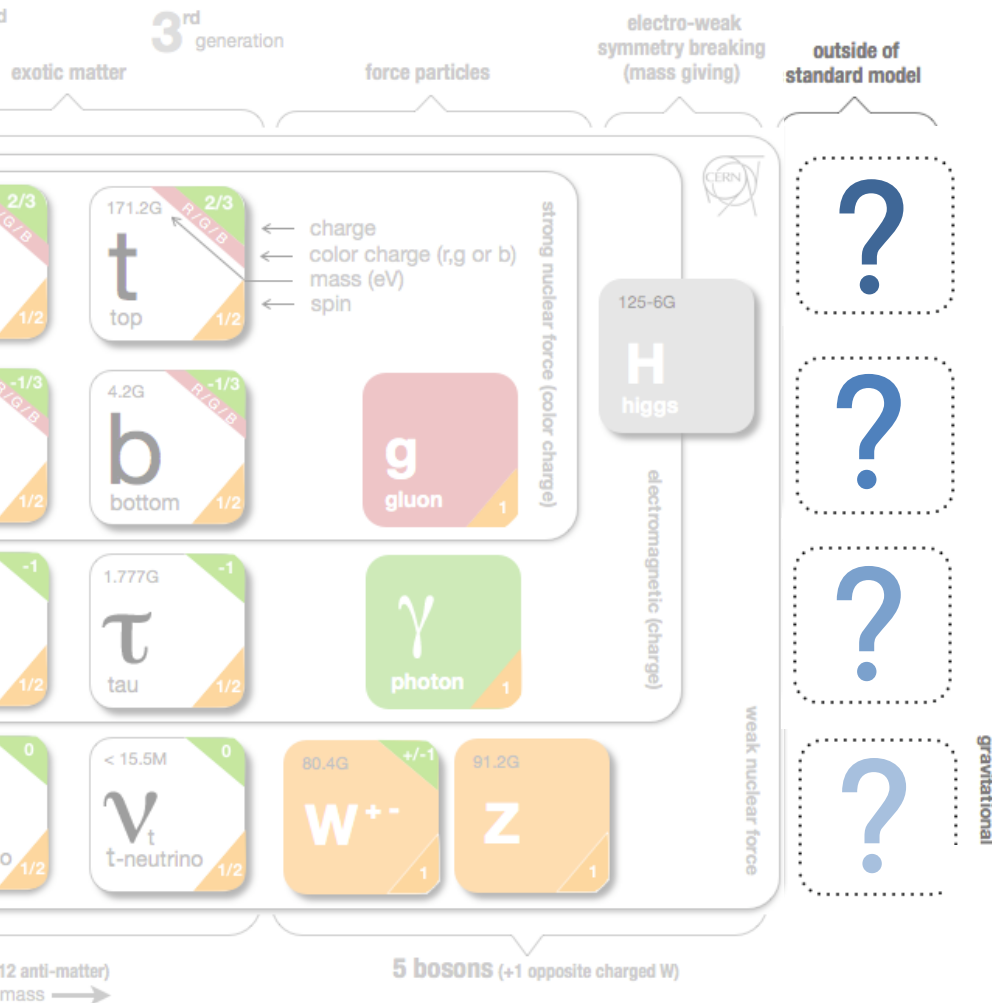 d
3rd generation
exotic matter
force particles
electro-weak
symmetry breaking
(mass giving)
outside of
standard model
CERN
2/3
R/G/B
1/2
171.2G
2/3
R/G/B
t
top
1/2
charge
color charge (r,g or b)
mass (eV)
spin
strong nuclear force (color charge)
125-6G
H
higgs
?
-1/3
R/G/B
1/2
4.2G
-1/3
R/G/B
b
bottom
1/2
g
gluon
1
?
electromagnetic (charge)
-1
1/2
1.777G
-1
τ
tau
1/2
γ
photon
1
?
weak nuclear force
0
o
1/2
< 15.5M
0
νt
t-neutrino
1/2
80.4G
+/-1
W+-
1
91.2G
Z
1
?
gravitational
12 anti-matter)
mass
5 bosons (+1 opposite charged W)